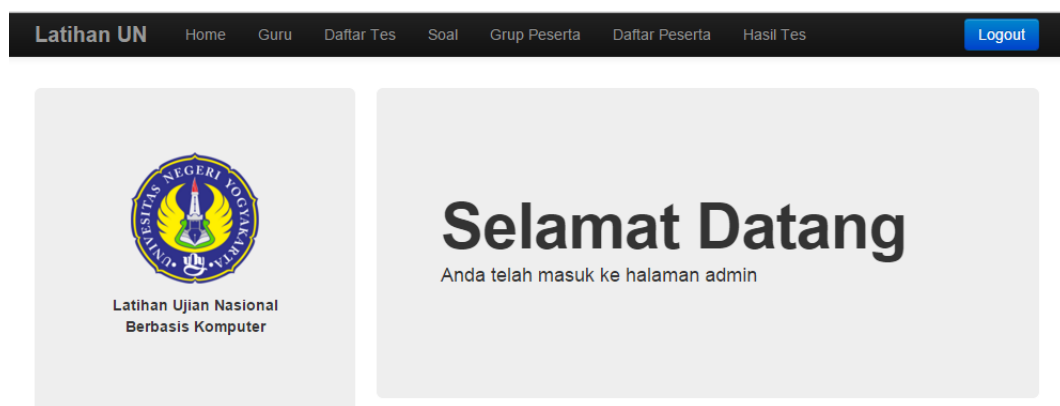 Latihan UN Home Guru Daftar Tes Soal Grup Peserta Daftar Peserta Hasil Tes Logout
UNIVESITAS NEGERI YOGYAKARTA
Latihan Ujian Nasional
Berbasis Komputer
Selamat Datang
Anda telah masuk ke halaman admin